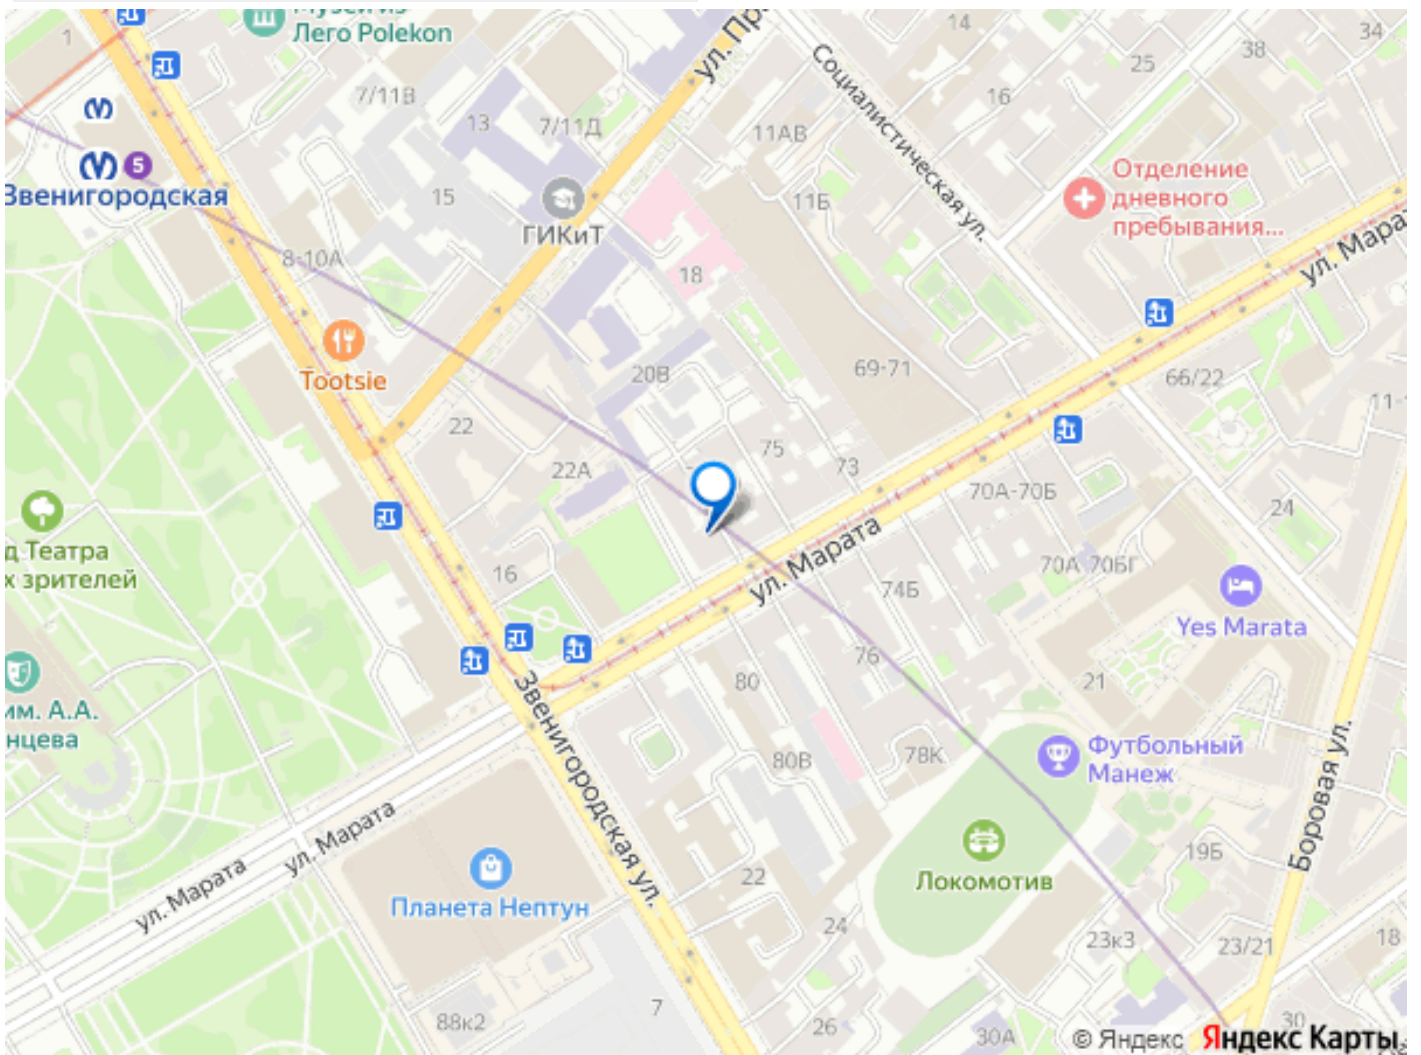 Музей из
Лего Polekon
1
14
34
38
25
ул. Пр
7/11В
Социалистическая ул.
16
13
7/11Д
11АВ
5
Звенигородская
Отделение
дневного
пребывания...
15
11Б
ГИКиТ
8-10А
18
ул. Марат
Tootsie
20В
69-71
66/22
22
75
73
22А
70А-70Б
24
ул. Марата
д Театра
х зрителей
16
74Б
70А 70БГ
Yes Marata
76
им. А.А.
нцева
80
21
Звенигородская ул.
80В
78К
Футбольный
Манеж
Боровая ул.
ул. Марата
ул. Марата
19Б
Локомотив
22
Планета Нептун
24
23к3
23/21
18
7
88к2
26
30А
30
© Яндекс Яндекс Карты